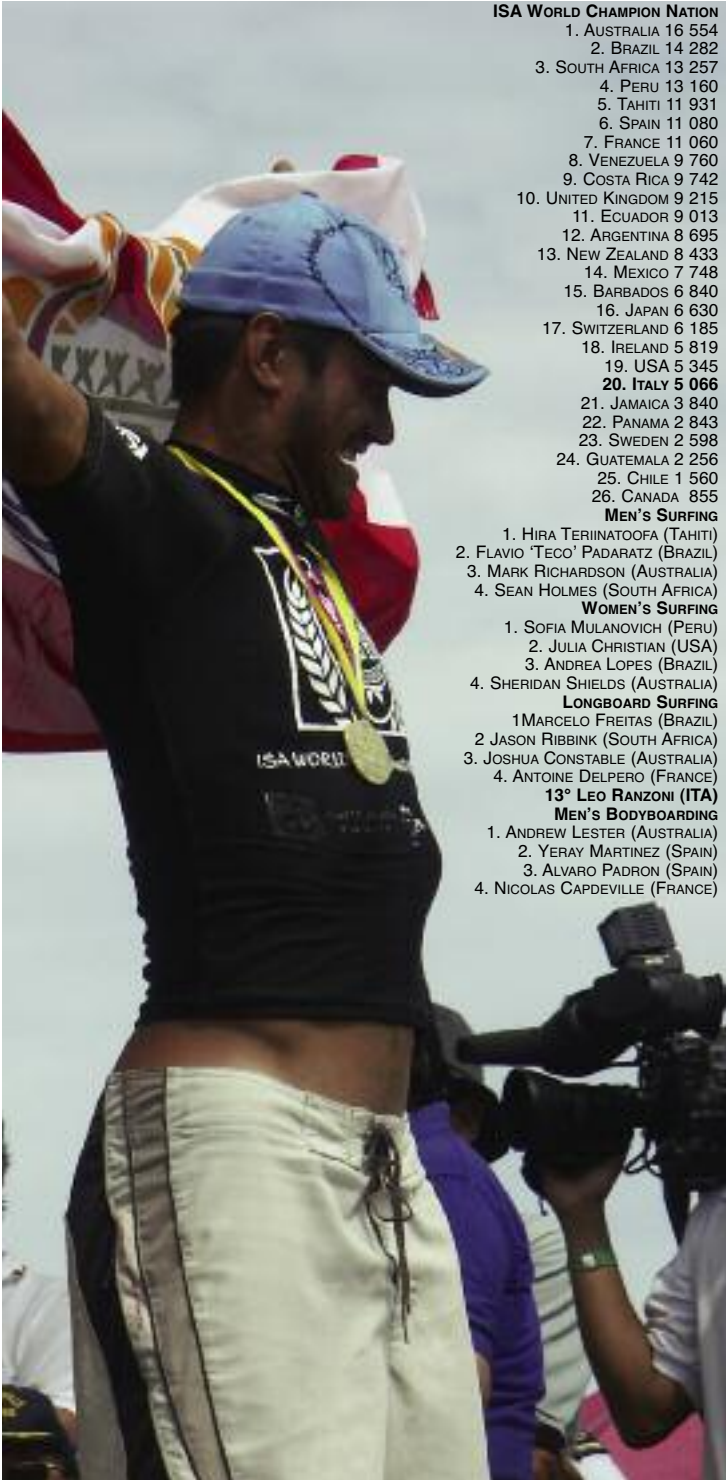 ISA WORLD CHAMPION NATION
1. AUSTRALIA 16 554
2. BRAZIL 14 282
3. SOUTH AFRICA 13 257
4. PERU 13 160
5. TAHITI 11 931
6. SPAIN 11 080
7. FRANCE 11 060
8. VENEZUELA 9 760
9. COSTA RICA 9 742
10. UNITED KINGDOM 9 215
11. ECUADOR 9 013
12. ARGENTINA 8 695
13. NEW ZEALAND 8 433
14. MEXICO 7 748
15. BARBADOS 6 840
16. JAPAN 6 630
17. SWITZERLAND 6 185
18. IRELAND 5 819
19. USA 5 345
20. ITALY 5 066
21. JAMAICA 3 840
22. PANAMA 2 843
23. SWEDEN 2 598
24. GUATEMALA 2 256
25. CHILE 1 560
26. CANADA 855
MEN'S SURFING
1. HIRA TERIINATOOFA (TAHITI)
2. FLAVIO ‘TECO’ PADARATZ (BRAZIL)
3. MARK RICHARDSON (AUSTRALIA)
4. SEAN HOLMES (SOUTH AFRICA)
WOMEN'S SURFING
1. SOFIA MULANOVICH (PERU)
2. JULIA CHRISTIAN (USA)
3. ANDREA LOPES (BRAZIL)
4. SHERIDAN SHIELDS (AUSTRALIA)
LONGBOARD SURFING
1MARCELO FREITAS (BRAZIL)
2 JASON RIBBINK (SOUTH AFRICA)
3. JOSHUA CONSTABLE (AUSTRALIA)
4. ANTOINE DELPERO (FRANCE)
13° LEO RANZONI (ITA)
MEN'S BODYBOARDING
1. ANDREW LESTER (AUSTRALIA)
2. YERAY MARTINEZ (SPAIN)
3. ALVARO PADRON (SPAIN)
4. NICOLAS CAPDEVILLE (FRANCE)
ISA WORLD